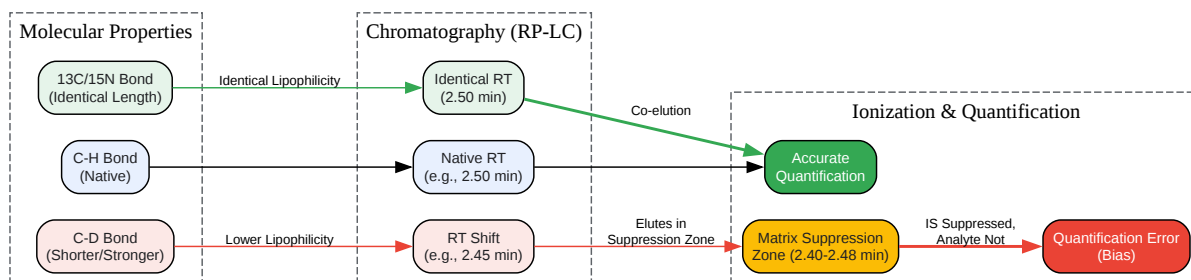 Molecular Properties
Chromatography (RP-LC)
Ionization & Quantification
13C/15N Bond
(Identical Length)
Identical Lipophilicity
Identical RT
(2.50 min)
Co-elution
C-H Bond
(Native)
Native RT
(e.g., 2.50 min)
Accurate
Quantification
C-D Bond
(Shorter/Stronger)
Lower Lipophilicity
RT Shift
(e.g., 2.45 min)
Elutes in
Suppression Zone
Matrix Suppression
Zone (2.40-2.48 min)
IS Suppressed,
Analyte Not
Quantification Error
(Bias)